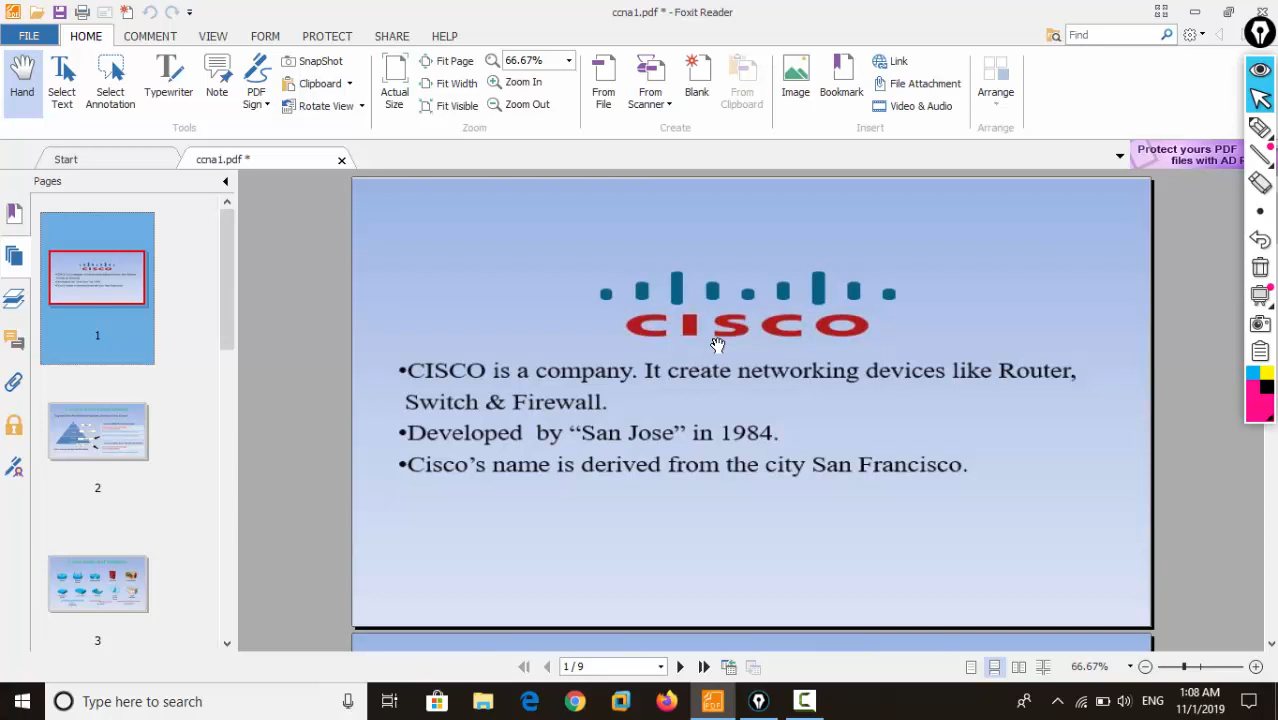 ccna1.pdf * - Foxit Reader
FILE HOME COMMENT VIEW FORM PROTECT SHARE HELP Find
Hand
Select Text
Select Annotation
Typewriter
Note
PDF Sign
SnapShot
Clipboard
Rotate View
Tools
Actual Size
Fit Page
Fit Width
Fit Visible
66.67%
Zoom In
Zoom Out
Zoom
From File
From Scanner
Blank
From Clipboard
Create
Image
Bookmark
Link
File Attachment
Video & Audio
Insert
Arrange
Arrange
Start
ccna1.pdf *
Protect yours PDF
files with AD
Pages
1
2
3
CISCO
•CISCO is a company. It create networking devices like Router,
Switch & Firewall.
•Developed by “San Jose” in 1984.
•Cisco’s name is derived from the city San Francisco.
1 / 9
66.67%
Type here to search
ENG
1:08 AM
11/1/2019